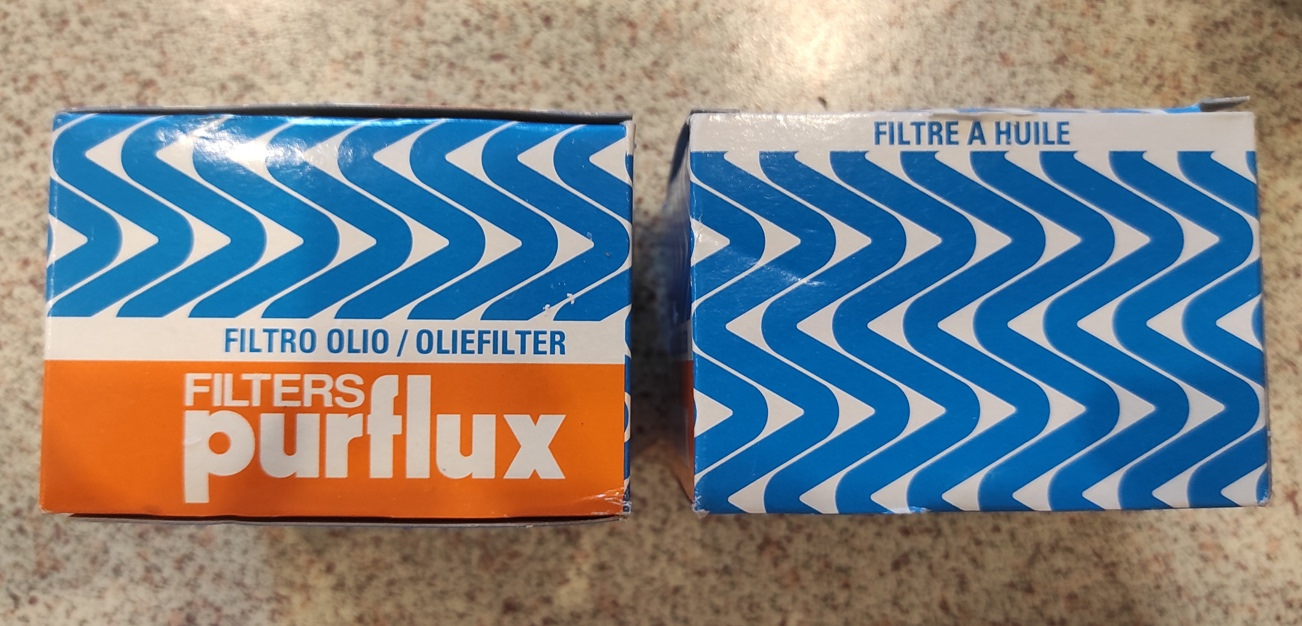 FILTRO OLIO / OLIEFILTER
FILTERS
purflux
FILTRE A HUILE